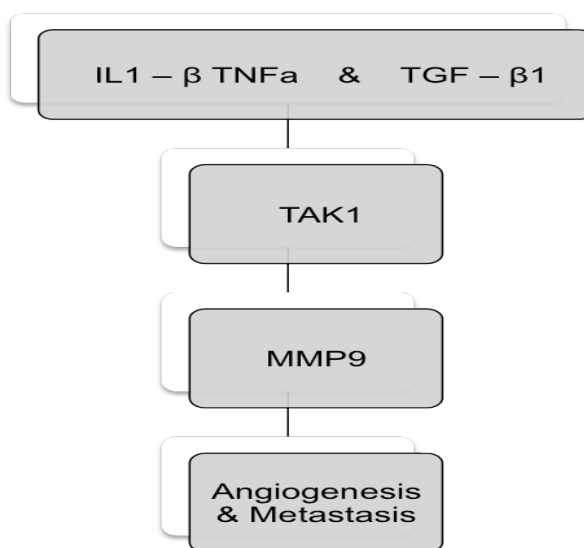 IL1 – β TNFa & TGF – β1
TAK1
MMP9
Angiogenesis
& Metastasis